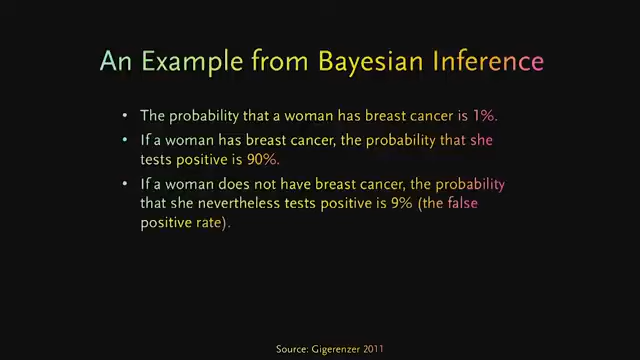 An Example from Bayesian Inference
• The probability that a woman has breast cancer is 1%.
• If a woman has breast cancer, the probability that she
tests positive is 90%.
• If a woman does not have breast cancer, the probability
that she nevertheless tests positive is 9% (the false
positive rate).
Source: Gigerenzer 2011